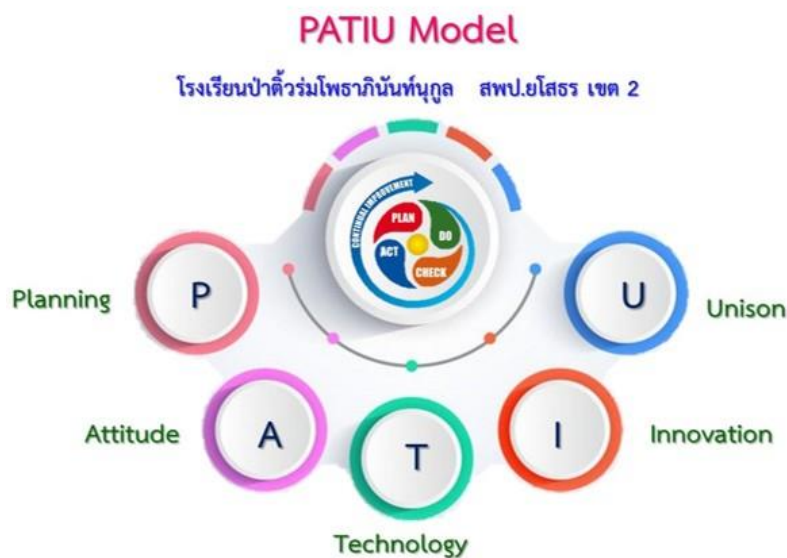 PATIU Model
โรงเรียนป่าติ้วร่มโพธาภินันท์นุกูล สพป.ยโสธร เขต 2
CONTINUAL IMPROVEMENT
PLAN
DO
ACT
CHECK
Planning
P
U
Unison
Attitude
A
T
I
Innovation
Technology